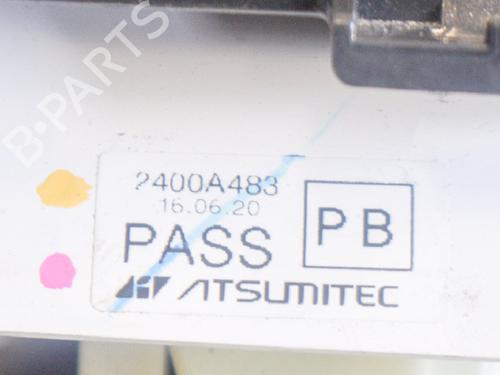 B-PARTS
2400A483
16.06.20
PASS
PB
ATSUMITEC